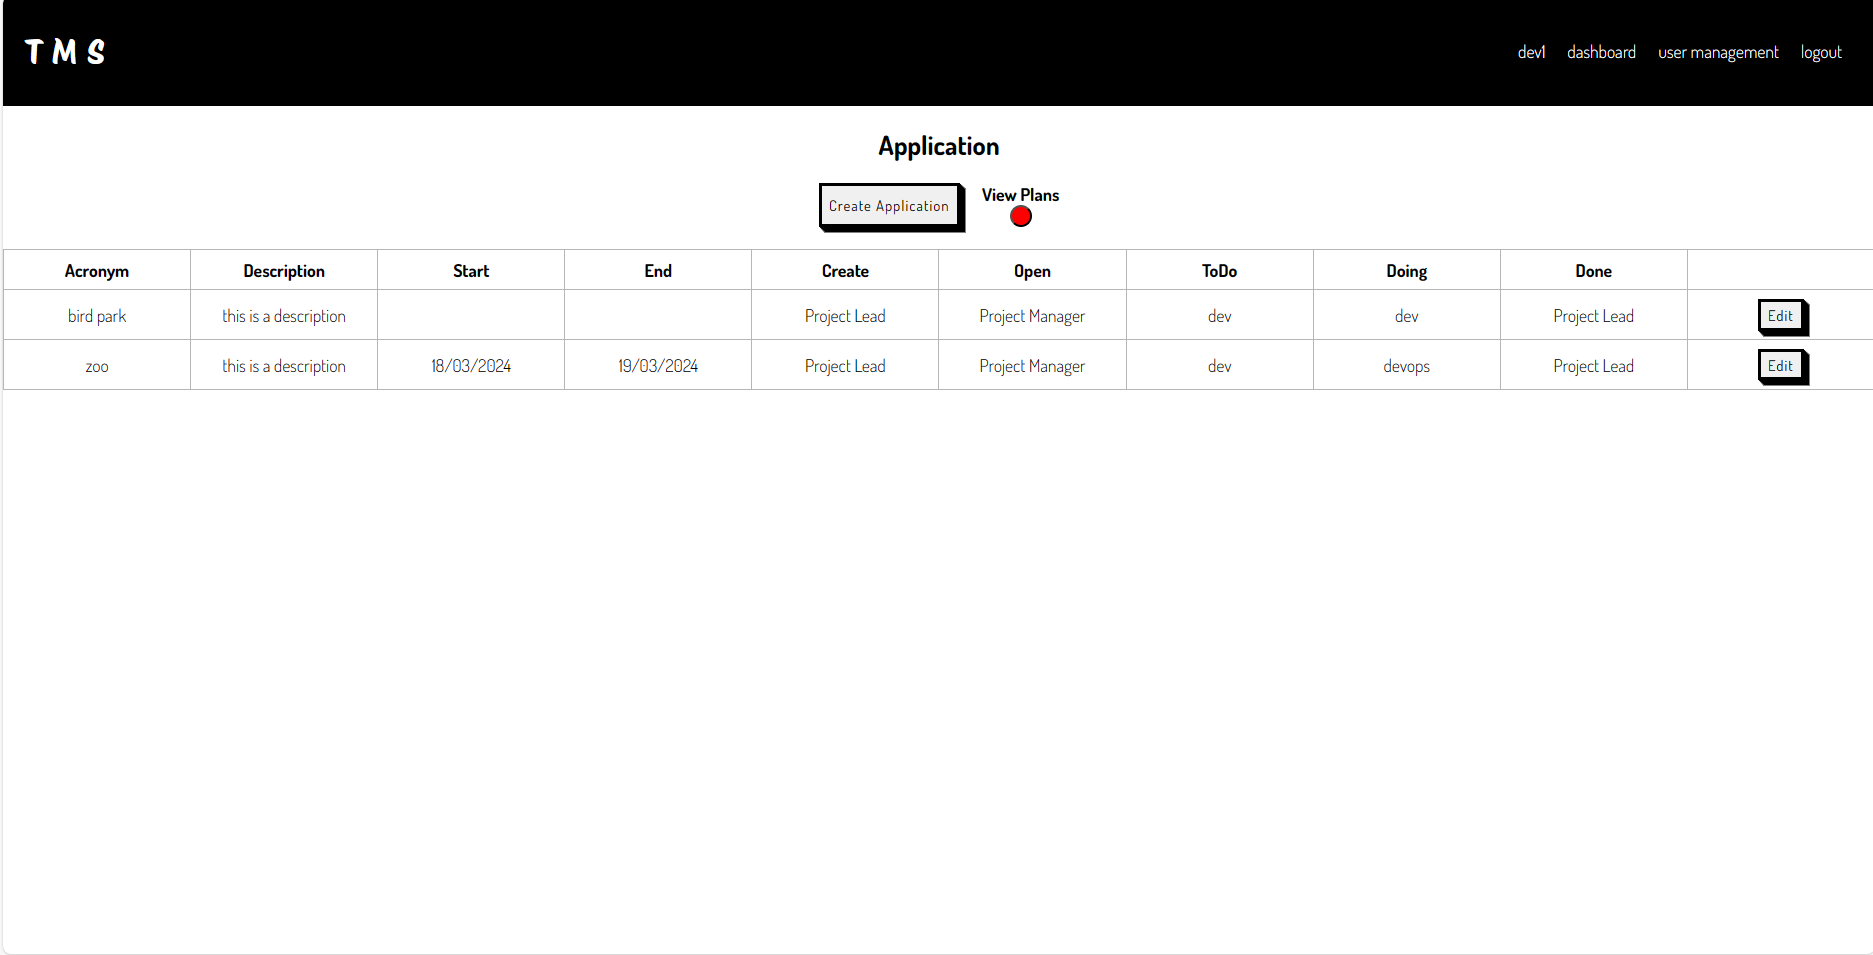 TMS
dev1 dashboard user management logout
Application
Create Application
View Plans
Acronym Description Start End Create Open ToDo Doing Done
bird park this is a description Project Lead Project Manager dev dev Project Lead Edit
zoo this is a description 18/03/2024 19/03/2024 Project Lead Project Manager dev devops Project Lead Edit